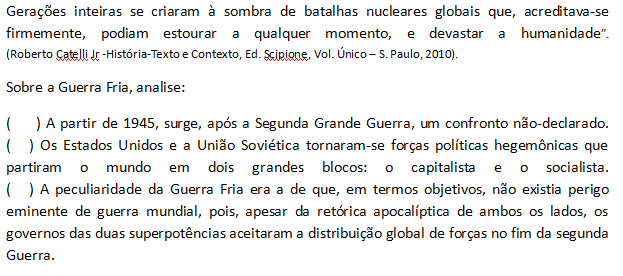 Gerações inteiras se criaram à sombra de batalhas nucleares globais que, acreditava-se
firmemente, podiam estourar a qualquer momento, e devastar a humanidade".
(Roberto Catelli Jr -História-Texto e Contexto, Ed. Scipione, Vol. Único – S. Paulo, 2010).
Sobre a Guerra Fria, analise:
( ) A partir de 1945, surge, após a Segunda Grande Guerra, um confronto não-declarado.
( ) Os Estados Unidos e a União Soviética tornaram-se forças políticas hegemônicas que
partiram o mundo em dois grandes blocos: o capitalista e o socialista.
( ) A peculiaridade da Guerra Fria era a de que, em termos objetivos, não existia perigo
eminente de guerra mundial, pois, apesar da retórica apocalíptica de ambos os lados, os
governos das duas superpotências aceitaram a distribuição global de forças no fim da segunda
Guerra.